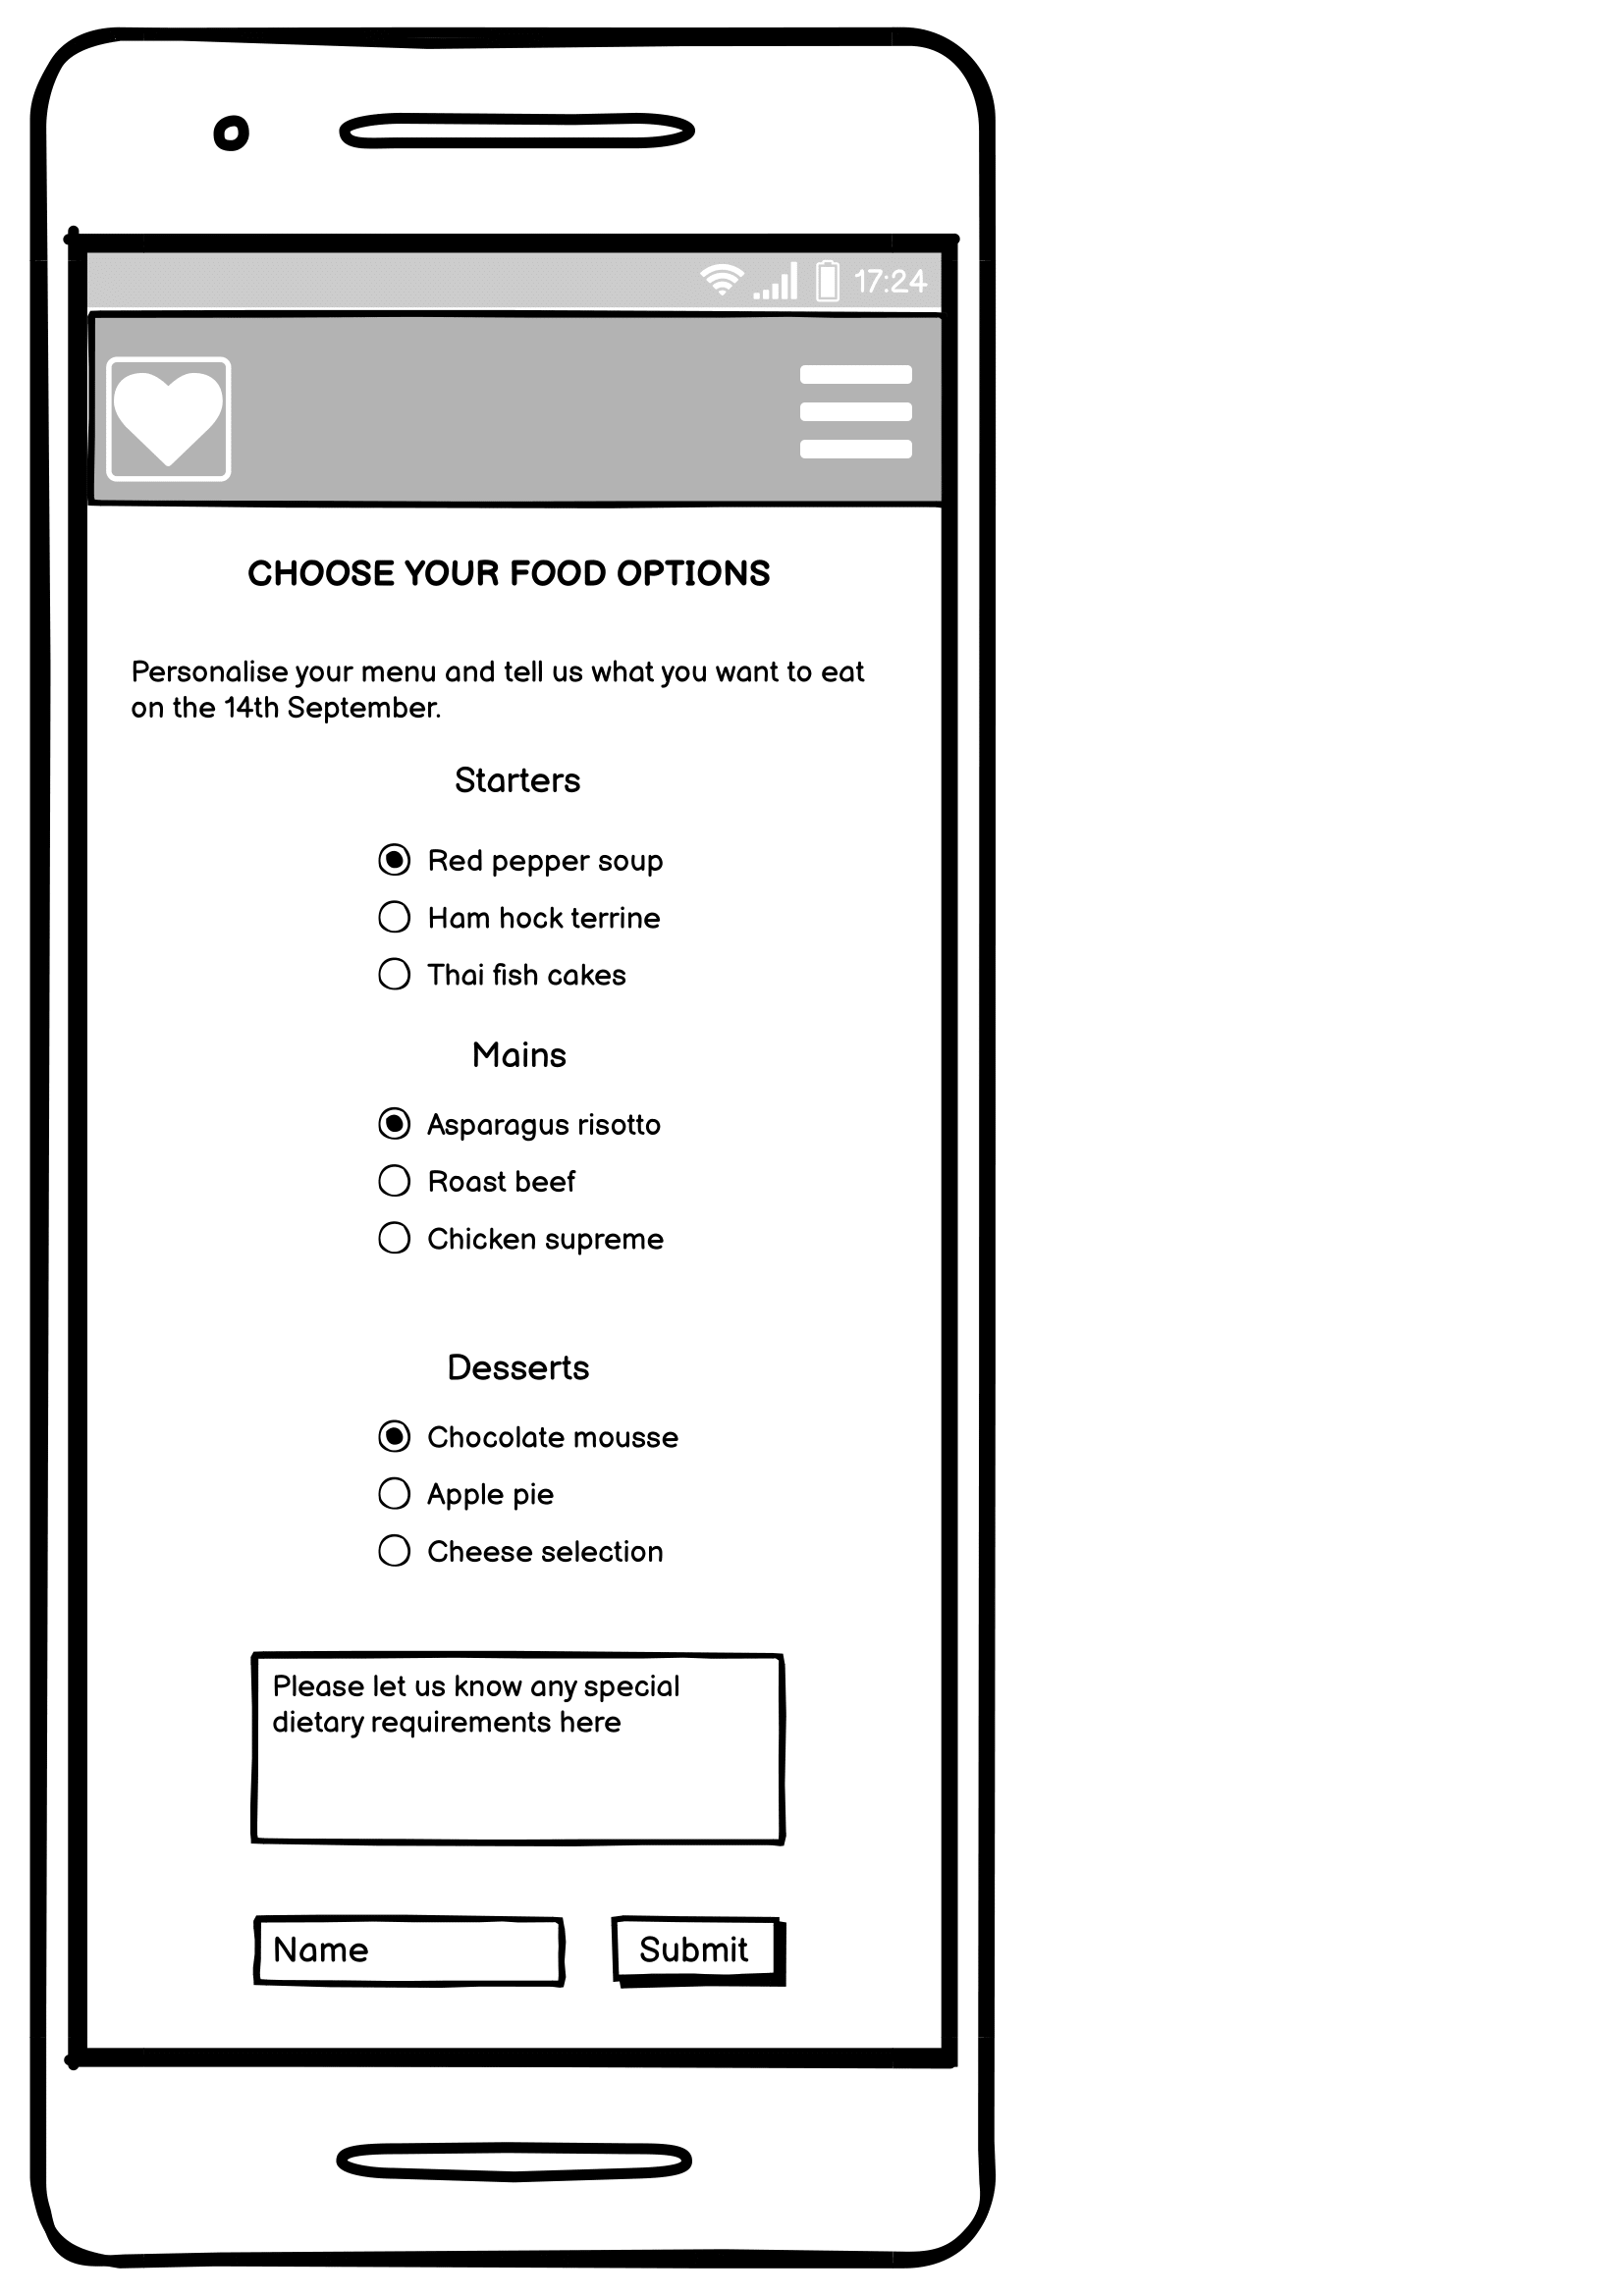 17:24
CHOOSE YOUR FOOD OPTIONS
Personalise your menu and tell us what you want to eat
on the 14th September.
Starters
Red pepper soup
Ham hock terrine
Thai fish cakes
Mains
Asparagus risotto
Roast beef
Chicken supreme
Desserts
Chocolate mousse
Apple pie
Cheese selection
Please let us know any special
dietary requirements here
Name
Submit